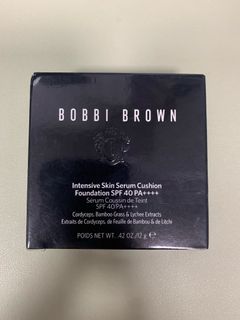 BOBBI BROWN
Intensive Skin Serum Cushion
Foundation SPF 40 PA++++
Sérum Coussin de Teint
SPF 40 PA++++
Cordyceps, Bamboo Grass & Lychee Extracts
Extraits de Cordyceps, de Feuille de Bambou & de Litchi
POIDS NET WT. .42 OZ./12 g ℮